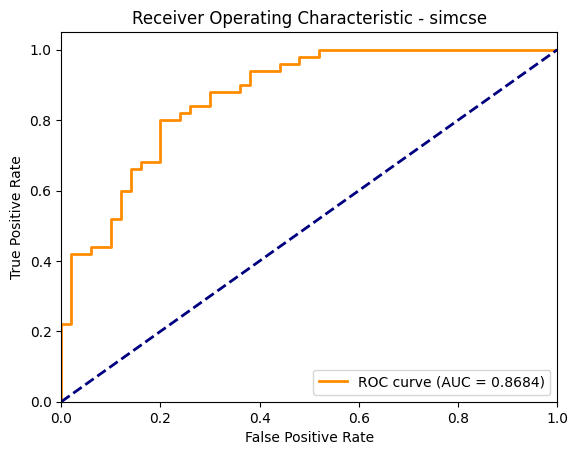 Receiver Operating Characteristic - simcse
1.0
0.8
0.6
0.4
0.2
0.0
True Positive Rate
ROC curve (AUC = 0.8684)
0.0 0.2 0.4 0.6 0.8 1.0
False Positive Rate